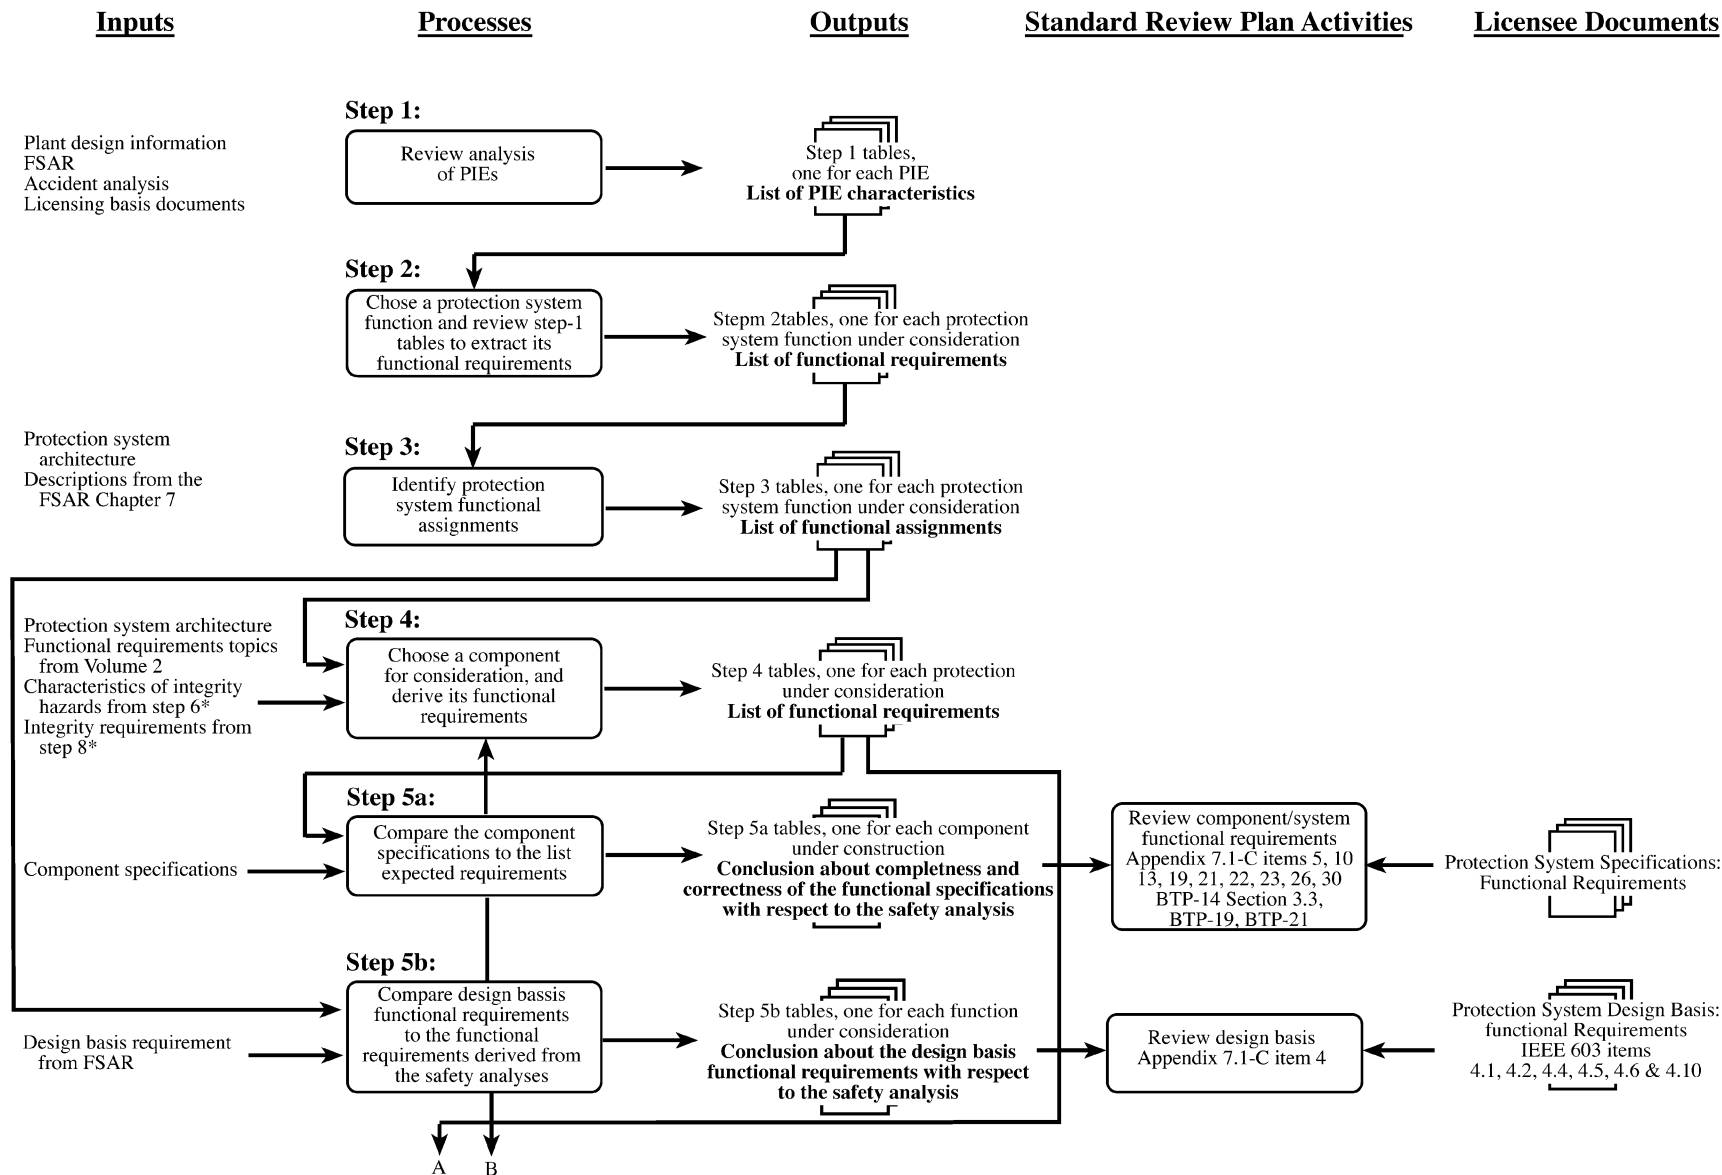 Inputs
Processes
Outputs
Standard Review Plan Activities
Licensee Documents
Step 1:
Plant design information
FSAR
Accident analysis
Licensing basis documents
Review analysis
of PIEs
Step 1 tables,
one for each PIE
List of PIE characteristics
Step 2:
Chose a protection system
function and review step-1
tables to extract its
functional requirements
Stepm 2tables, one for each protection
system function under consideration
List of functional requirements
Protection system
architecture
Descriptions from the
FSAR Chapter 7
Step 3:
Identify protection
system functional
assignments
Step 3 tables, one for each protection
system function under consideration
List of functional assignments
Protection system architecture
Functional requirements topics
from Volume 2
Characteristics of integrity
hazards from step 6*
Integrity requirements from
step 8*
Step 4:
Choose a component
for consideration, and
derive its functional
requirements
Step 4 tables, one for each protection
under consideration
List of functional requirements
Step 5a:
Component specifications
Compare the component
specifications to the list
expected requirements
Step 5a tables, one for each component
under construction
Conclusion about completness and
correctness of the functional specifications
with respect to the safety analysis
Review component/system
functional requirements
Appendix 7.1-C items 5, 10
13, 19, 21, 22, 23, 26, 30
BTP-14 Section 3.3,
BTP-19, BTP-21
Protection System Specifications:
Functional Requirements
Step 5b:
Design basis requirement
from FSAR
Compare design bassis
functional requirements
to the functional
requirements derived from
the safety analyses
Step 5b tables, one for each function
under consideration
Conclusion about the design basis
functional requirements with respect
to the safety analysis
Review design basis
Appendix 7.1-C item 4
Protection System Design Basis:
functional Requirements
IEEE 603 items
4.1, 4.2, 4.4, 4.5, 4.6 & 4.10
A
B